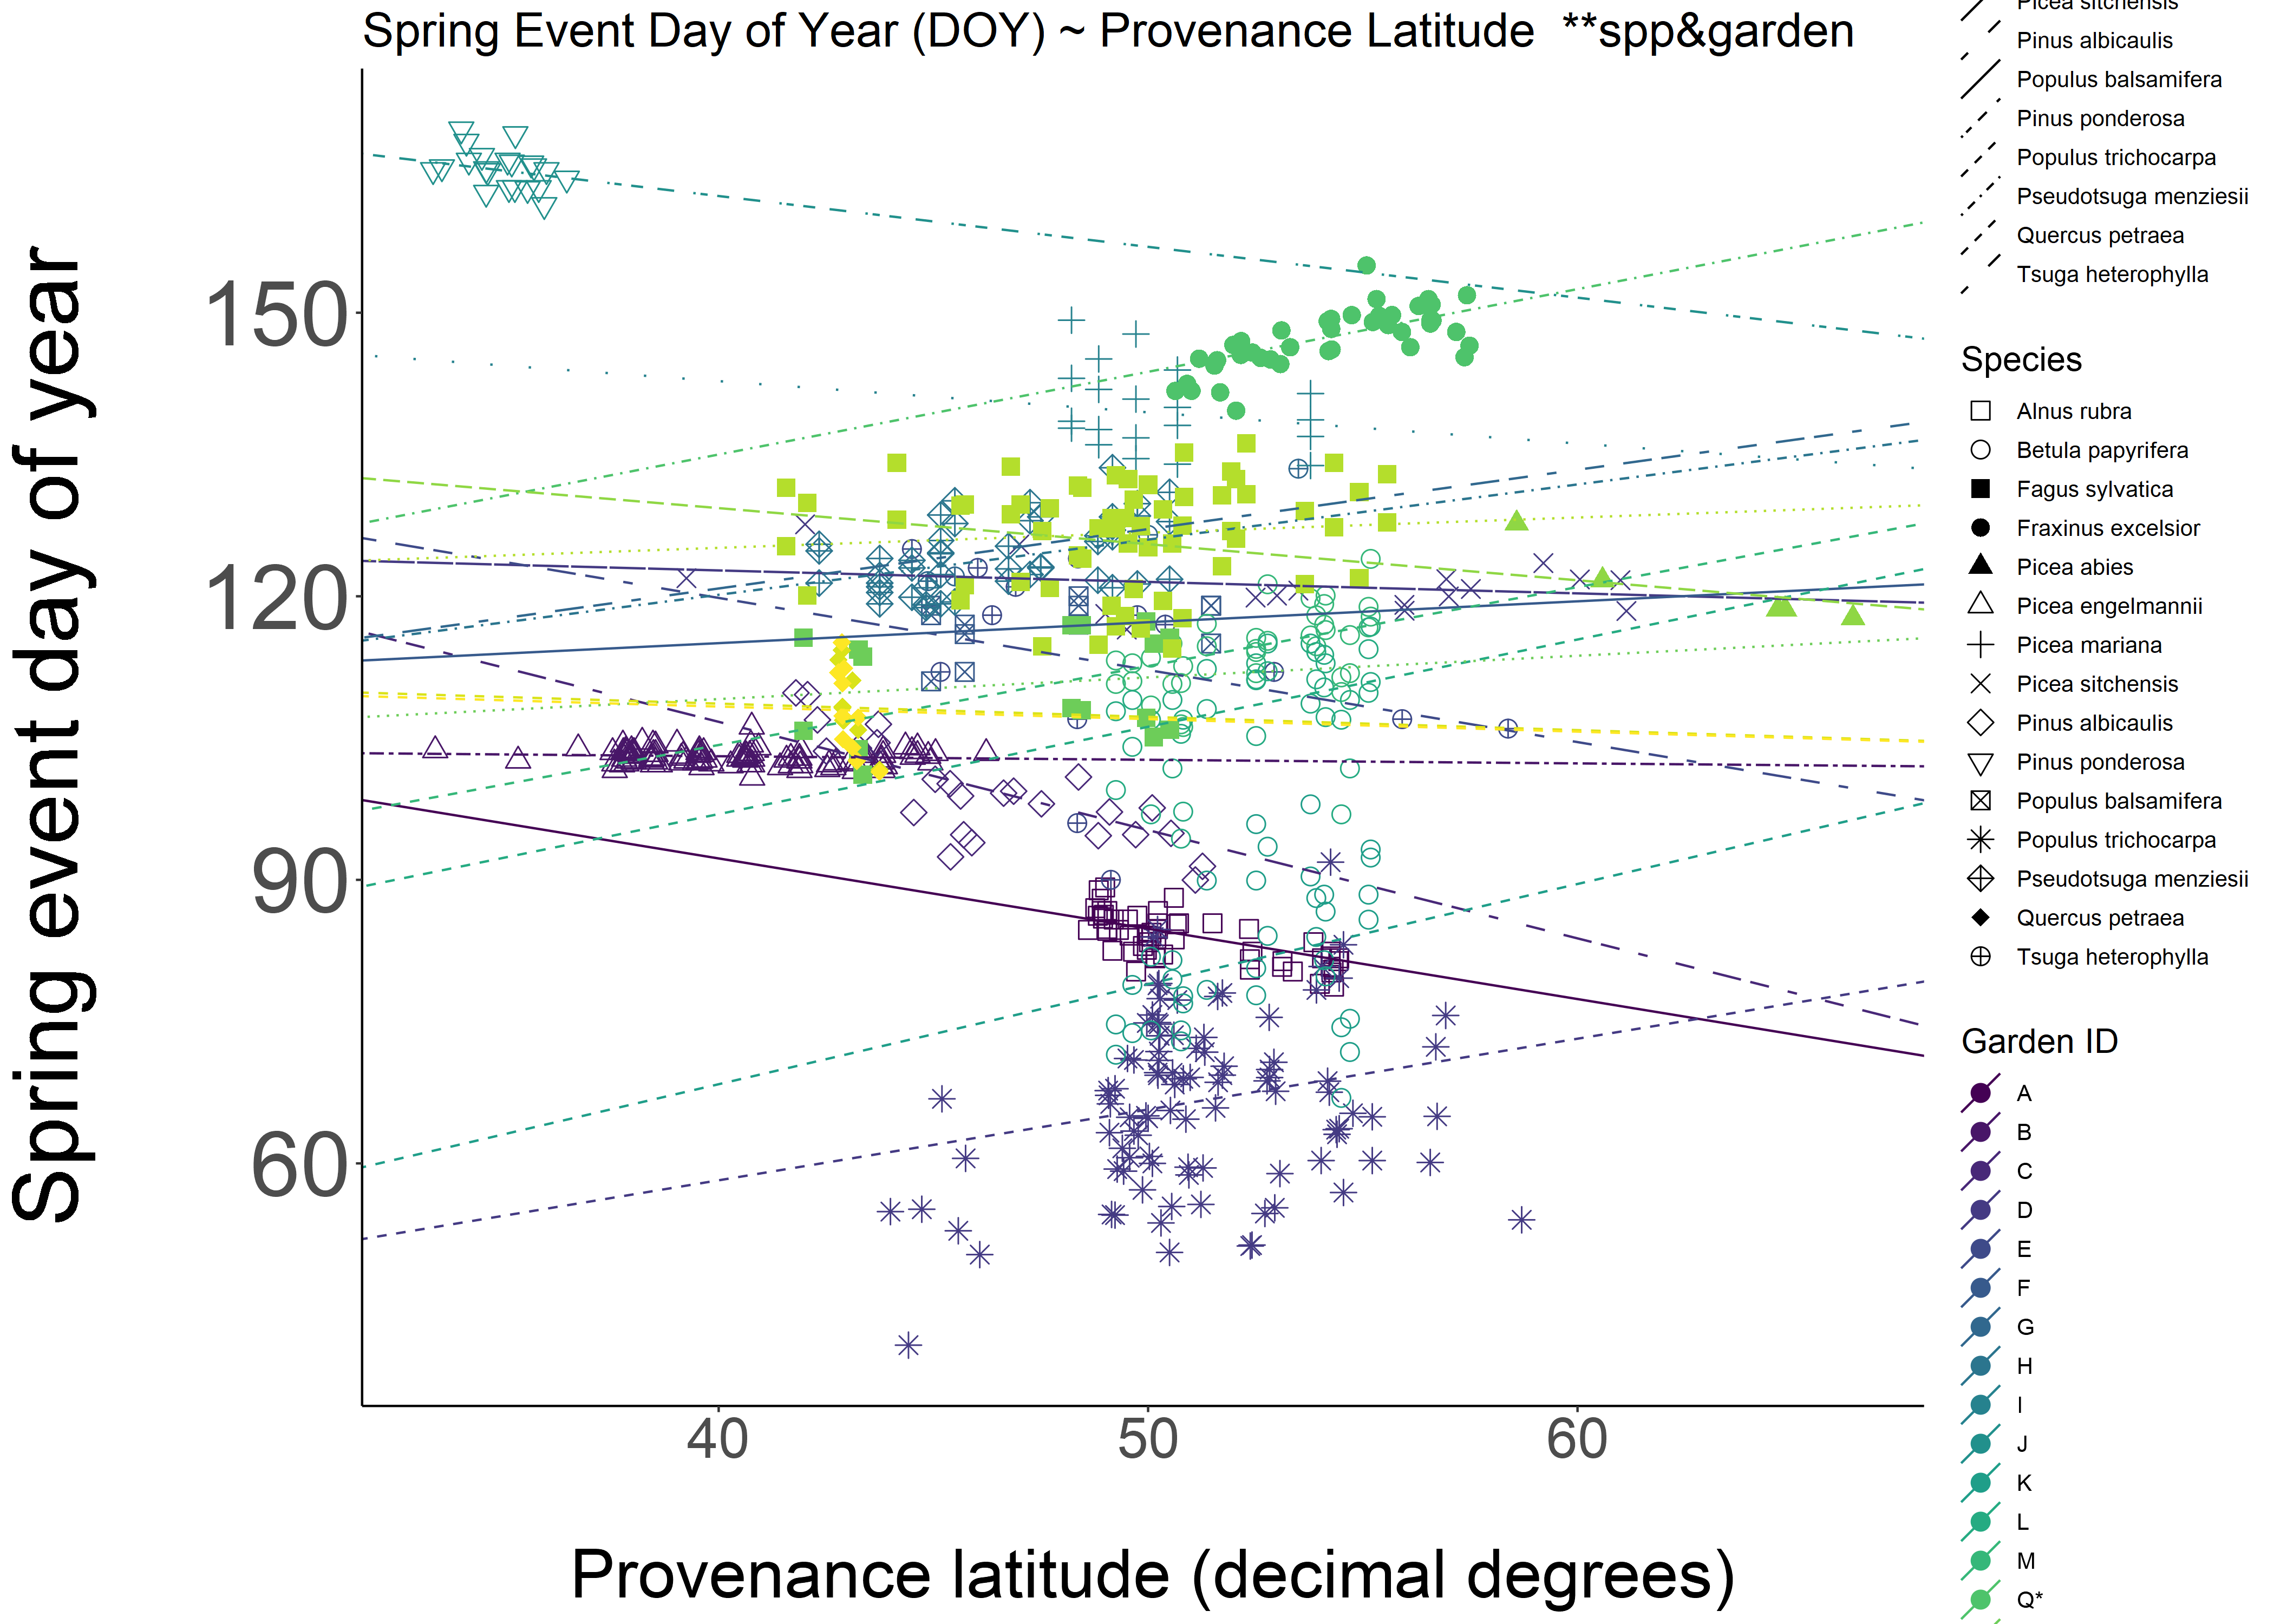 Spring Event Day of Year (DOY) ~ Provenance Latitude  **spp&garden
Spring event day of year
150
120
90
60
40
50
60
Provenance latitude (decimal degrees)
Picea sitchensis
Pinus albicaulis
Populus balsamifera
Pinus ponderosa
Populus trichocarpa
Pseudotsuga menziesii
Quercus petraea
Tsuga heterophylla
Species
Alnus rubra
Betula papyrifera
Fagus sylvatica
Fraxinus excelsior
Picea abies
Picea engelmannii
Picea mariana
Picea sitchensis
Pinus albicaulis
Pinus ponderosa
Populus balsamifera
Populus trichocarpa
Pseudotsuga menziesii
Quercus petraea
Tsuga heterophylla
Garden ID
A
B
C
D
E
F
G
H
I
J
K
L
M
Q*